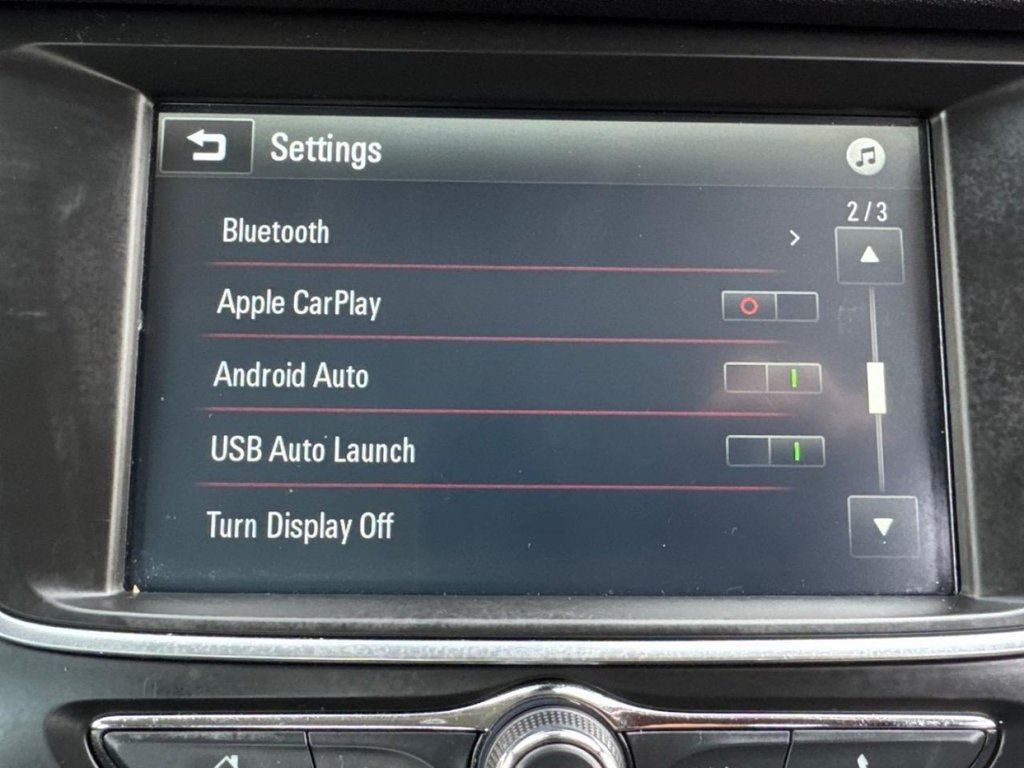 Settings
2/3
Bluetooth
Apple CarPlay
Android Auto
USB Auto Launch
Turn Display Off